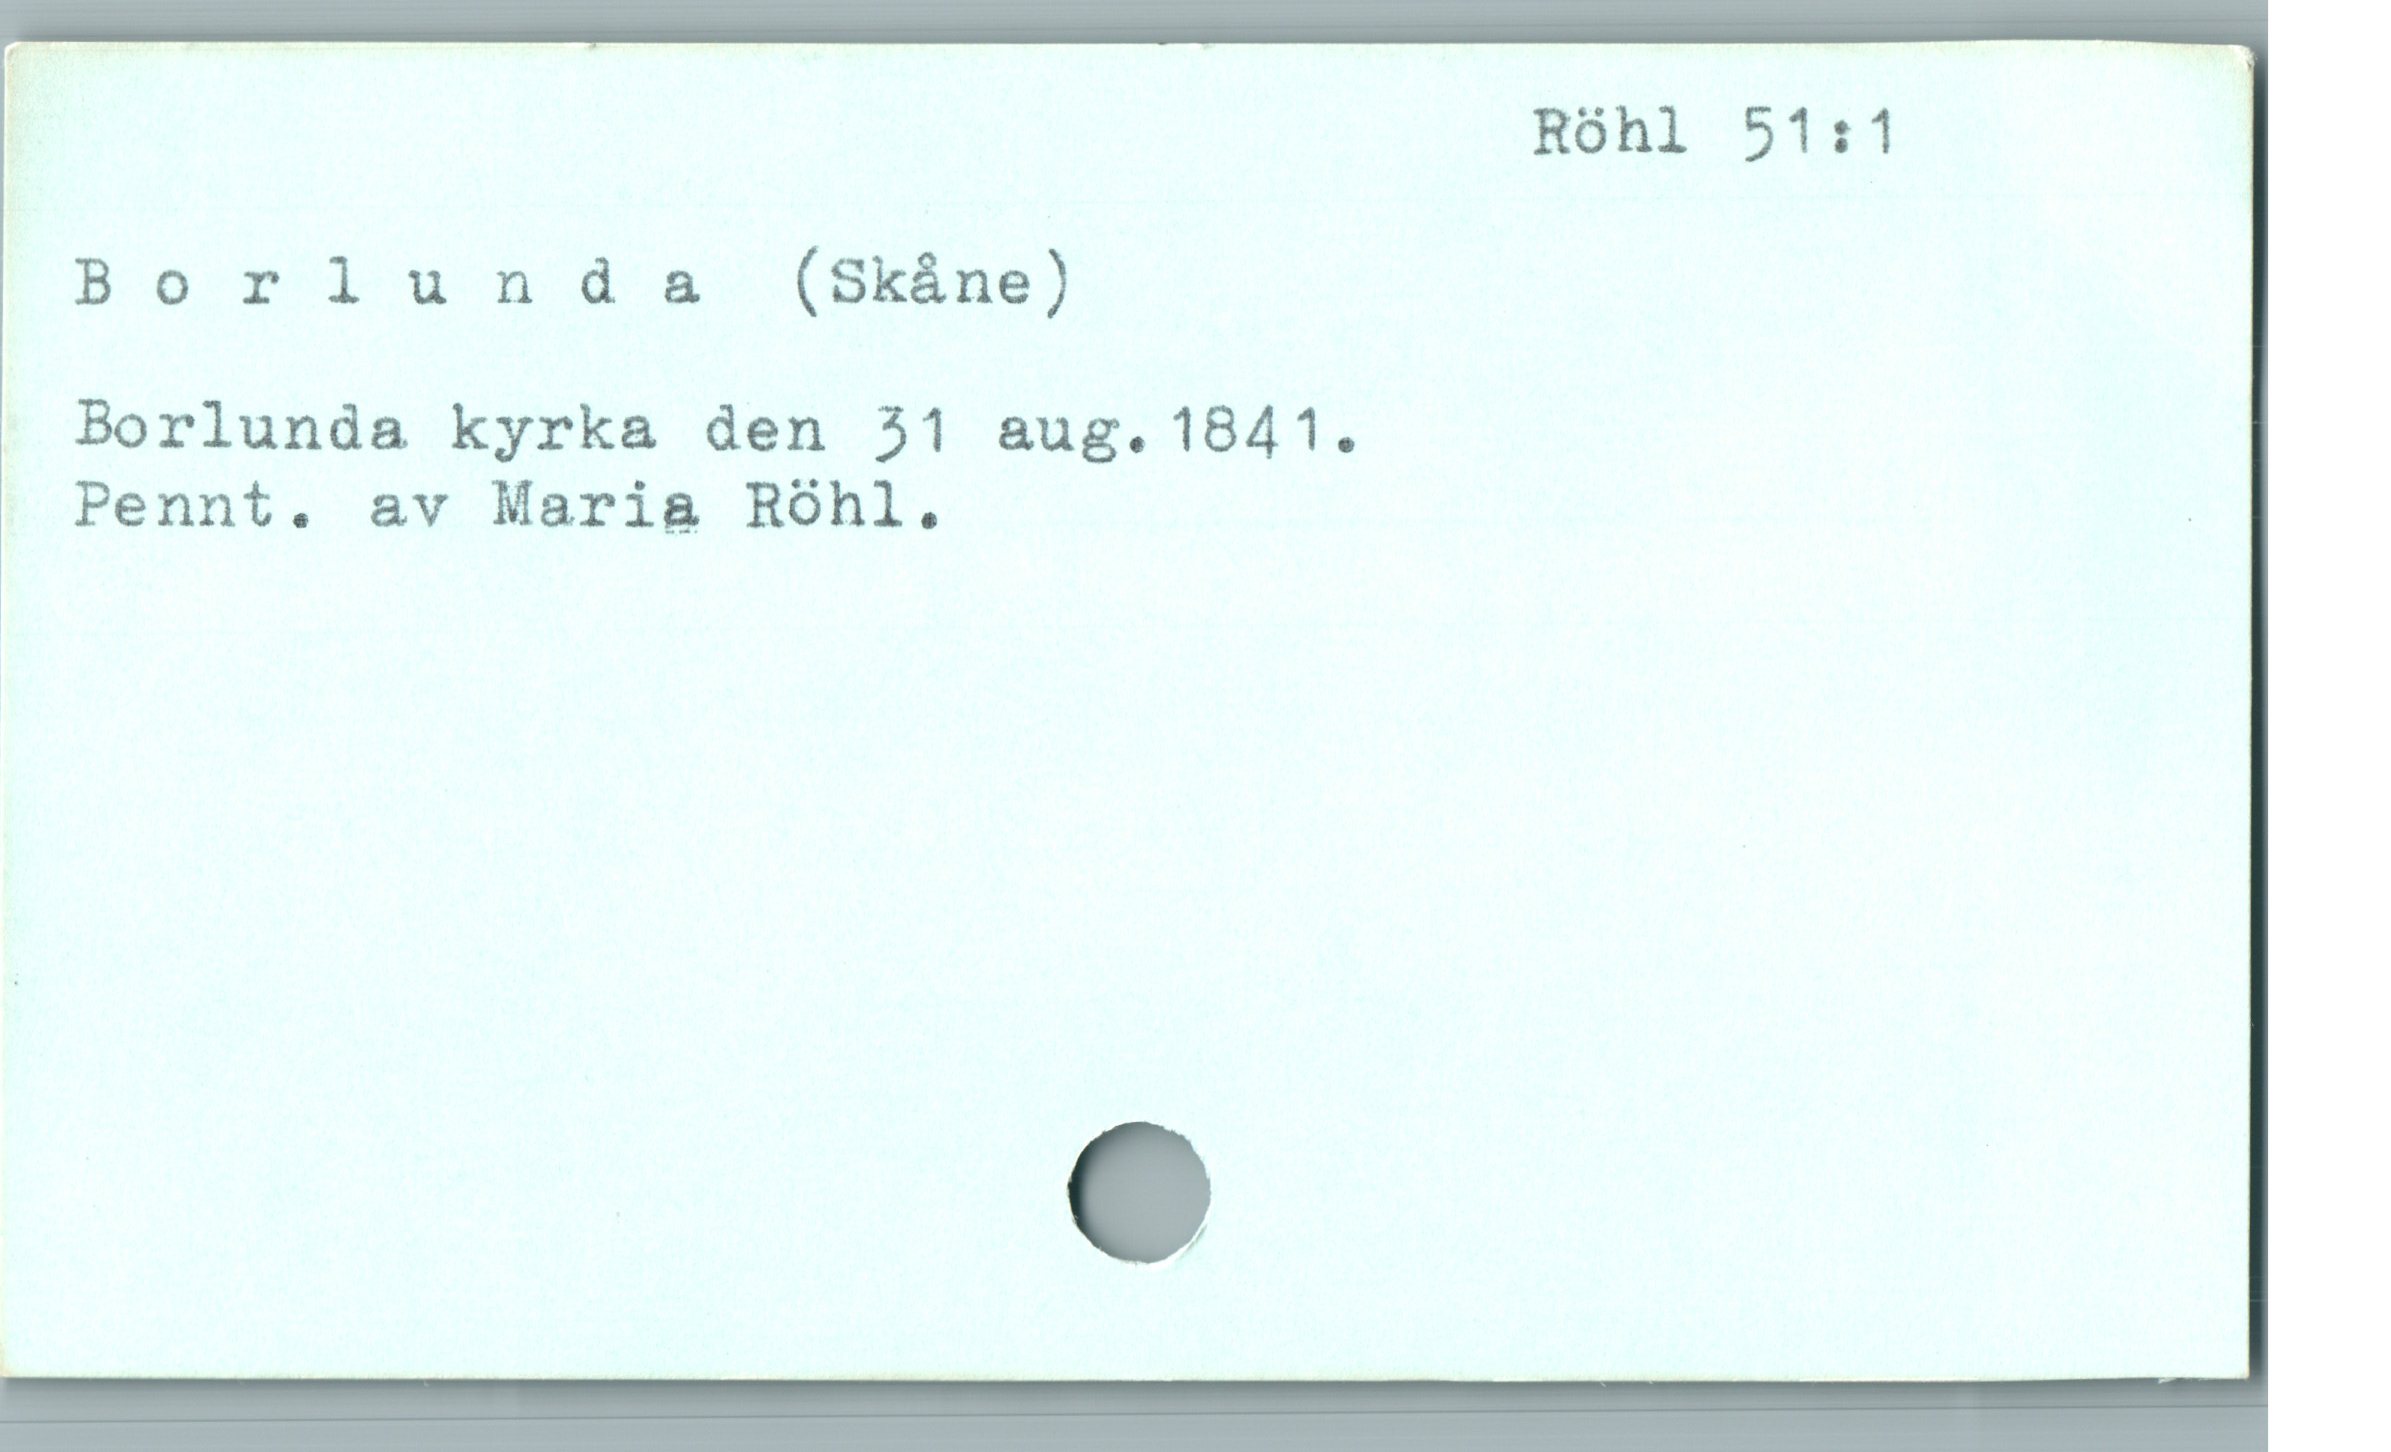 Röhl 51:1
B o r l u n d a (Skåne)
Borlunda kyrka den 31 aug. 1841.
Pennt. av Maria Röhl.